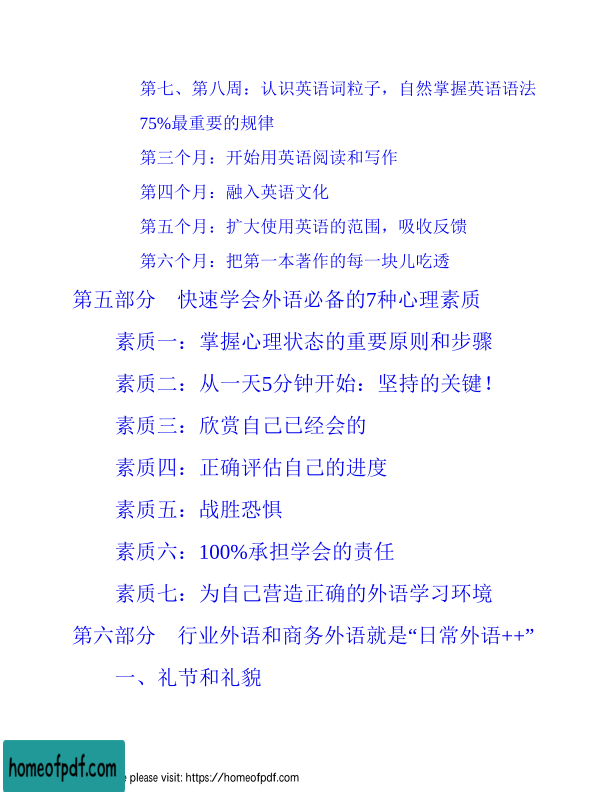 第七、第八周：认识英语词粒子，自然掌握英语语法
75%最重要的规律
第三个月：开始用英语阅读和写作
第四个月：融入英语文化
第五个月：扩大使用英语的范围，吸收反馈
第六个月：把第一本著作的每一块儿吃透
第五部分　快速学会外语必备的7种心理素质
素质一：掌握心理状态的重要原则和步骤
素质二：从一天5分钟开始：坚持的关键！
素质三：欣赏自己已经会的
素质四：正确评估自己的进度
素质五：战胜恐惧
素质六：100%承担学会的责任
素质七：为自己营造正确的外语学习环境
第六部分　行业外语和商务外语就是“日常外语++”
一、礼节和礼貌
homeofpdf.com
e please visit: https://homeofpdf.com